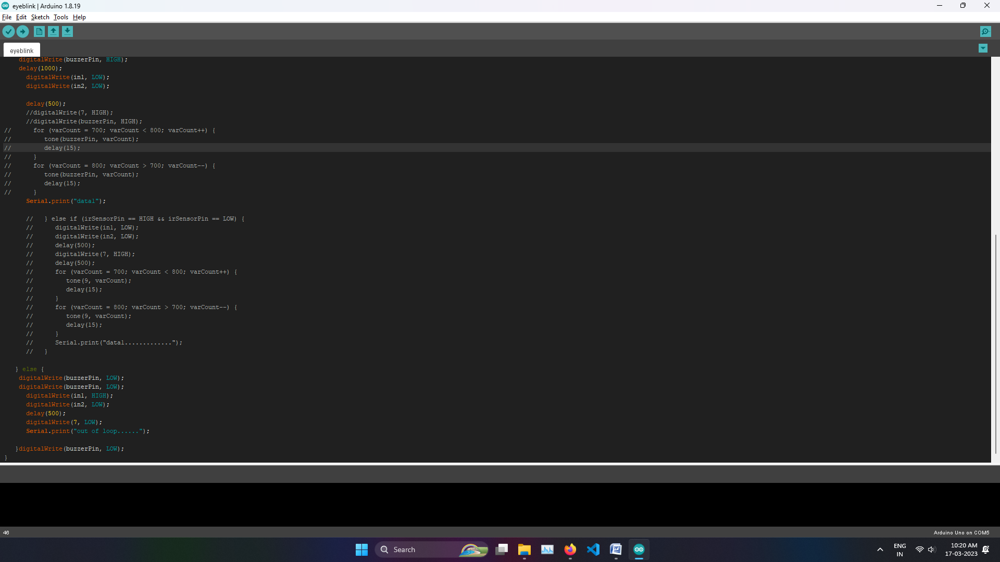 eyeblink | Arduino 1.8.19
File Edit Sketch Tools Help
eyeblink
digitalWrite(buzzerPin, HIGH);
delay(1000);
digitalWrite(in1, LOW);
digitalWrite(in2, LOW);
delay(500);
//digitalWrite(7, HIGH);
//digitalWrite(buzzerPin, HIGH);
// for (varCount = 700; varCount < 800; varCount++) {
// tone(buzzerPin, varCount);
// delay(15);
// }
// for (varCount = 800; varCount > 700; varCount--) {
// tone(buzzerPin, varCount);
// delay(15);
// }
Serial.print("data1");
// } else if (irSensorPin == HIGH && irSensorPin == LOW) {
// digitalWrite(in1, LOW);
// digitalWrite(in2, LOW);
// delay(500);
// digitalWrite(7, HIGH);
// delay(500);
// for (varCount = 700; varCount < 800; varCount++) {
// tone(9, varCount);
// delay(15);
// }
// for (varCount = 800; varCount > 700; varCount--) {
// tone(9, varCount);
// delay(15);
// }
// Serial.print("data1.............");
// }
} else {
digitalWrite(buzzerPin, LOW);
digitalWrite(buzzerPin, LOW);
digitalWrite(in1, HIGH);
digitalWrite(in2, LOW);
delay(500);
digitalWrite(7, LOW);
Serial.print("out of loop......");
}digitalWrite(buzzerPin, LOW);
}
46
Arduino Uno on COM5
Search
ENG
IN
10:20 AM
17-03-2023